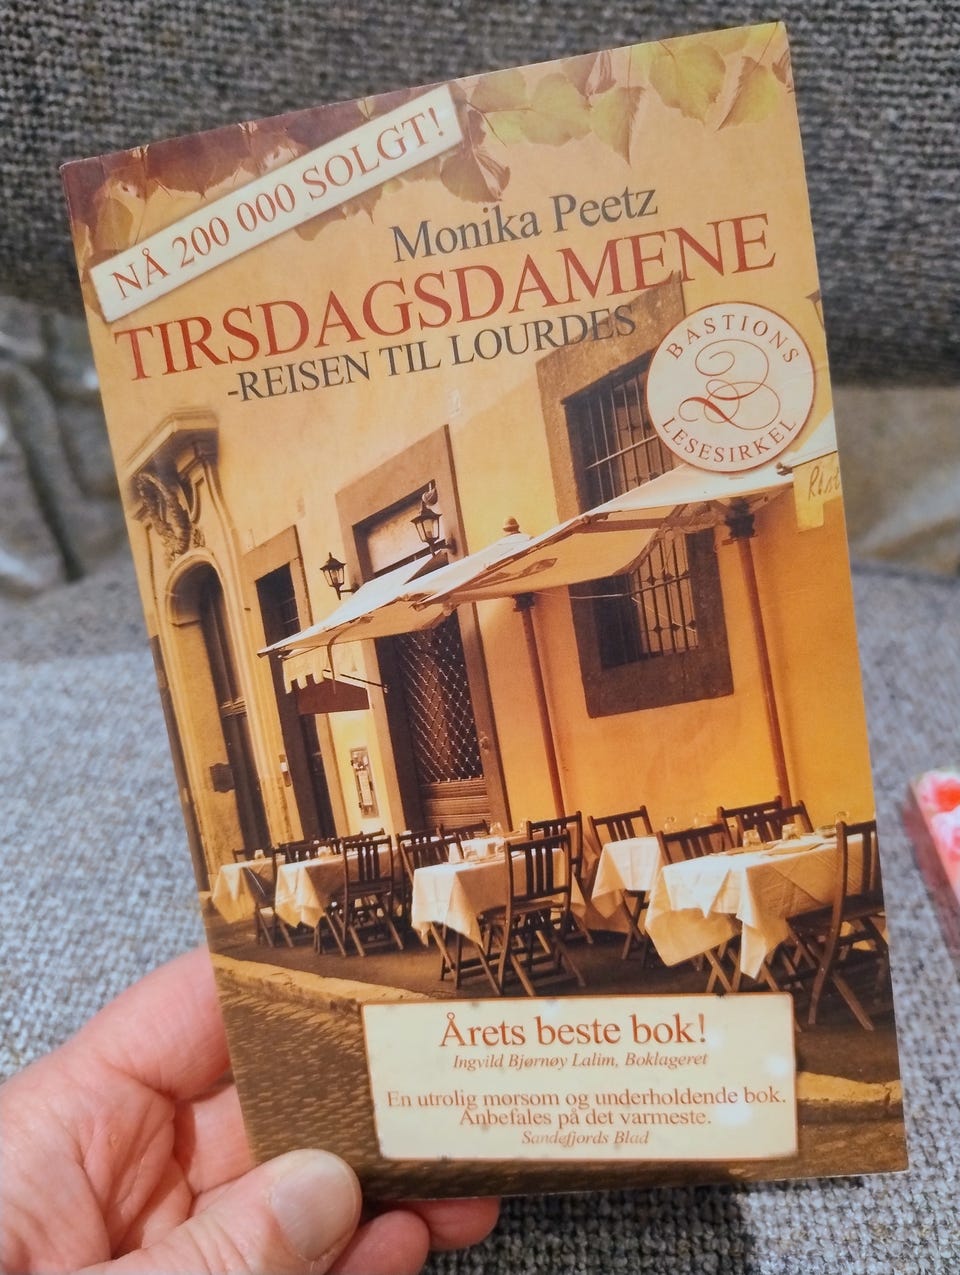 NÅ 200 000 SOLGT!
Monika Peetz
TIRSDAGSDAMENE
-REISEN TIL LOURDES
BASTIONS
LESESIRKEL
Årets beste bok!
Ingvild Bjørnøy Lalim, Boklageret
En utrolig morsom og underholdende bok.
Anbefales på det varmeste.
Sandefjords Blad